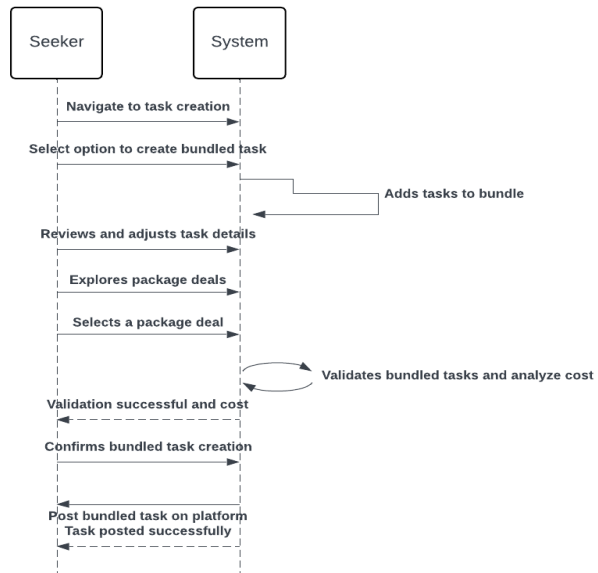 Seeker
System
Navigate to task creation
Select option to create bundled task
Adds tasks to bundle
Reviews and adjusts task details
Explores package deals
Selects a package deal
Validates bundled tasks and analyze cost
Validation successful and cost
Confirms bundled task creation
Post bundled task on platform
Task posted successfully